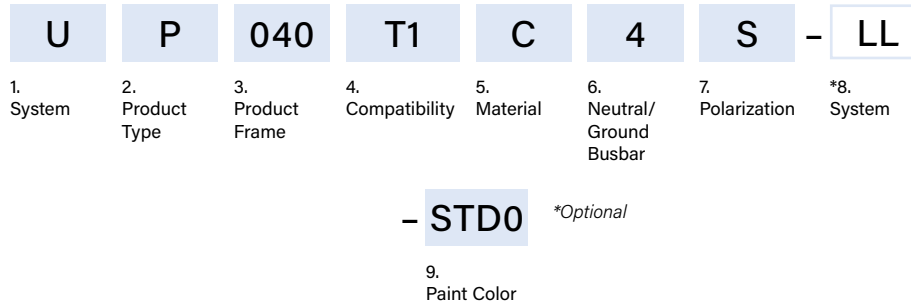 U P 040 T1 C 4 S – LL
1. 2. 3. 4. 5. 6. 7. *8.
System Product Product Compatibility Material Neutral/ Polarization System
Type Frame Ground
Busbar
– STD0 *Optional
9.
Paint Color